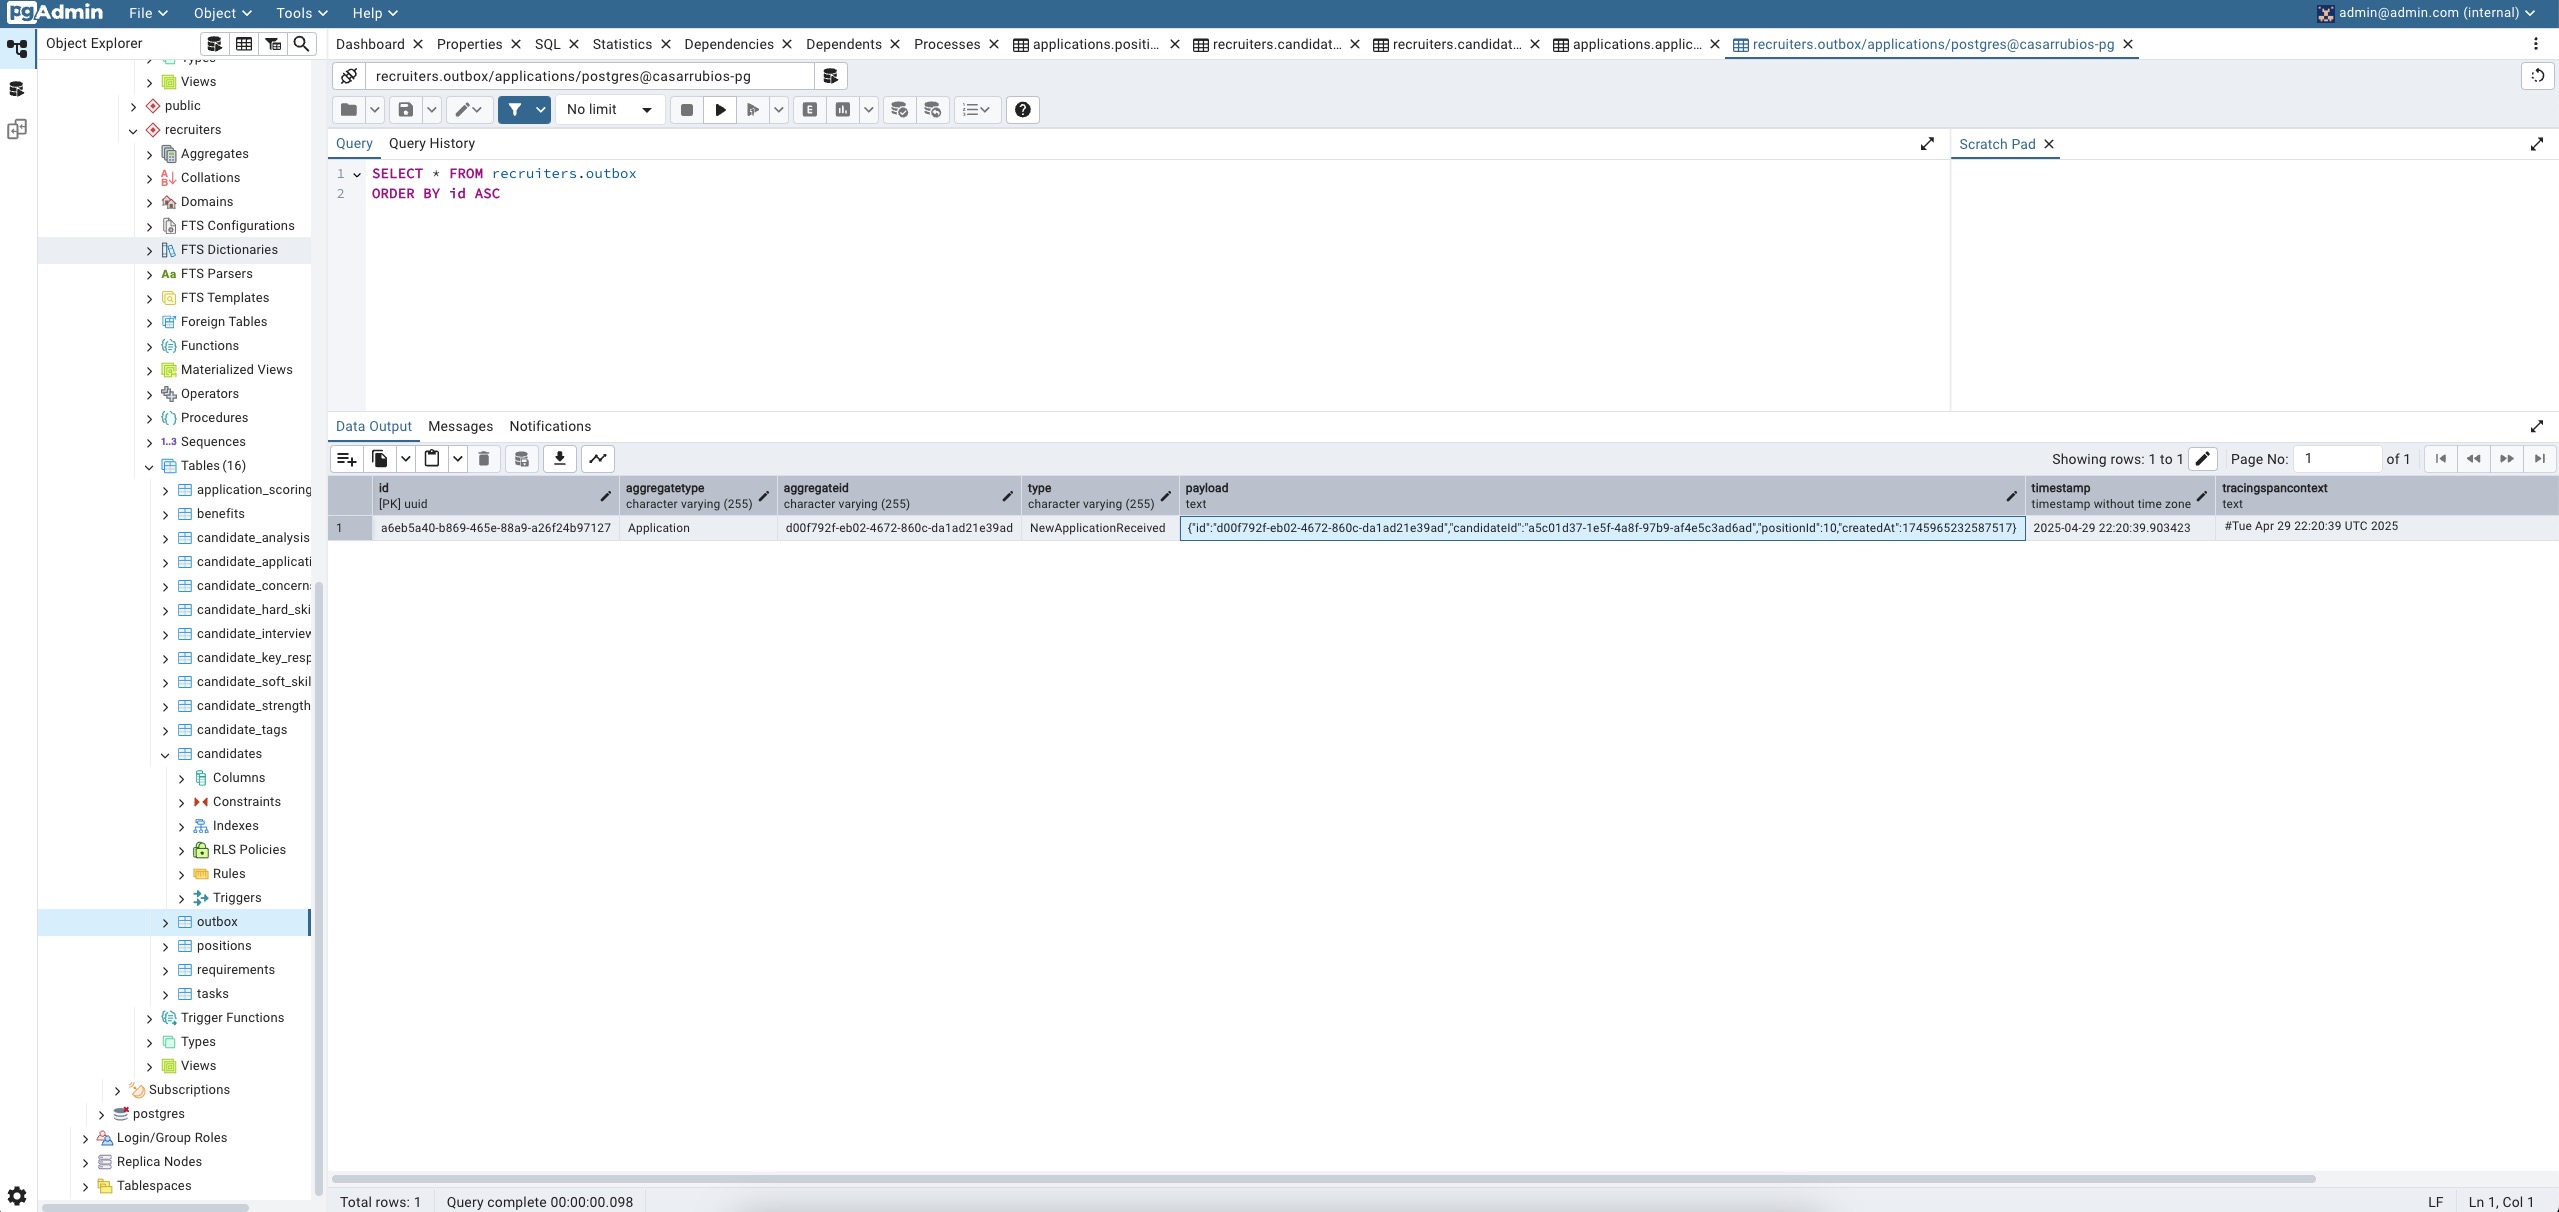 pgAdmin File Object Tools Help admin@admin.com (internal)
Object Explorer
Dashboard Properties SQL Statistics Dependencies Dependents Processes applications.positi... recruiters.candidat... recruiters.candidat... applications.applic... recruiters.outbox/applications/postgres@casarrubios-pg
recruiters.outbox/applications/postgres@casarrubios-pg
No limit
Query Query History
Scratch Pad
1 SELECT * FROM recruiters.outbox
2 ORDER BY id ASC
Types
Views
public
recruiters
Aggregates
Collations
Domains
FTS Configurations
FTS Dictionaries
Aa FTS Parsers
FTS Templates
Foreign Tables
Functions
Materialized Views
Operators
Procedures
1..3 Sequences
Tables (16)
application_scoring
benefits
candidate_analysis
candidate_applicati
candidate_concern
candidate_hard_ski
candidate_interview
candidate_key_resp
candidate_soft_skil
candidate_strength
candidate_tags
candidates
Columns
Constraints
Indexes
RLS Policies
Rules
Triggers
outbox
positions
requirements
tasks
Trigger Functions
Types
Views
Subscriptions
postgres
Login/Group Roles
Replica Nodes
Tablespaces
Data Output Messages Notifications
Showing rows: 1 to 1 Page No: 1 of 1
id aggregatetype aggregateid type payload timestamp tracingspancontext
[PK] uuid character varying (255) character varying (255) character varying (255) text timestamp without time zone text
1 a6eb5a40-b869-465e-88a9-a26f24b97127 Application d00f792f-eb02-4672-860c-da1ad21e39ad NewApplicationReceived {"id":"d00f792f-eb02-4672-860c-da1ad21e39ad","candidateId":"a5c01d37-1e5f-4a8f-97b9-af4e5c3ad6ad","positionId":10,"createdAt":1745965232587517} 2025-04-29 22:20:39.903423 #Tue Apr 29 22:20:39 UTC 2025
Total rows: 1 Query complete 00:00:00.098 LF Ln 1, Col 1